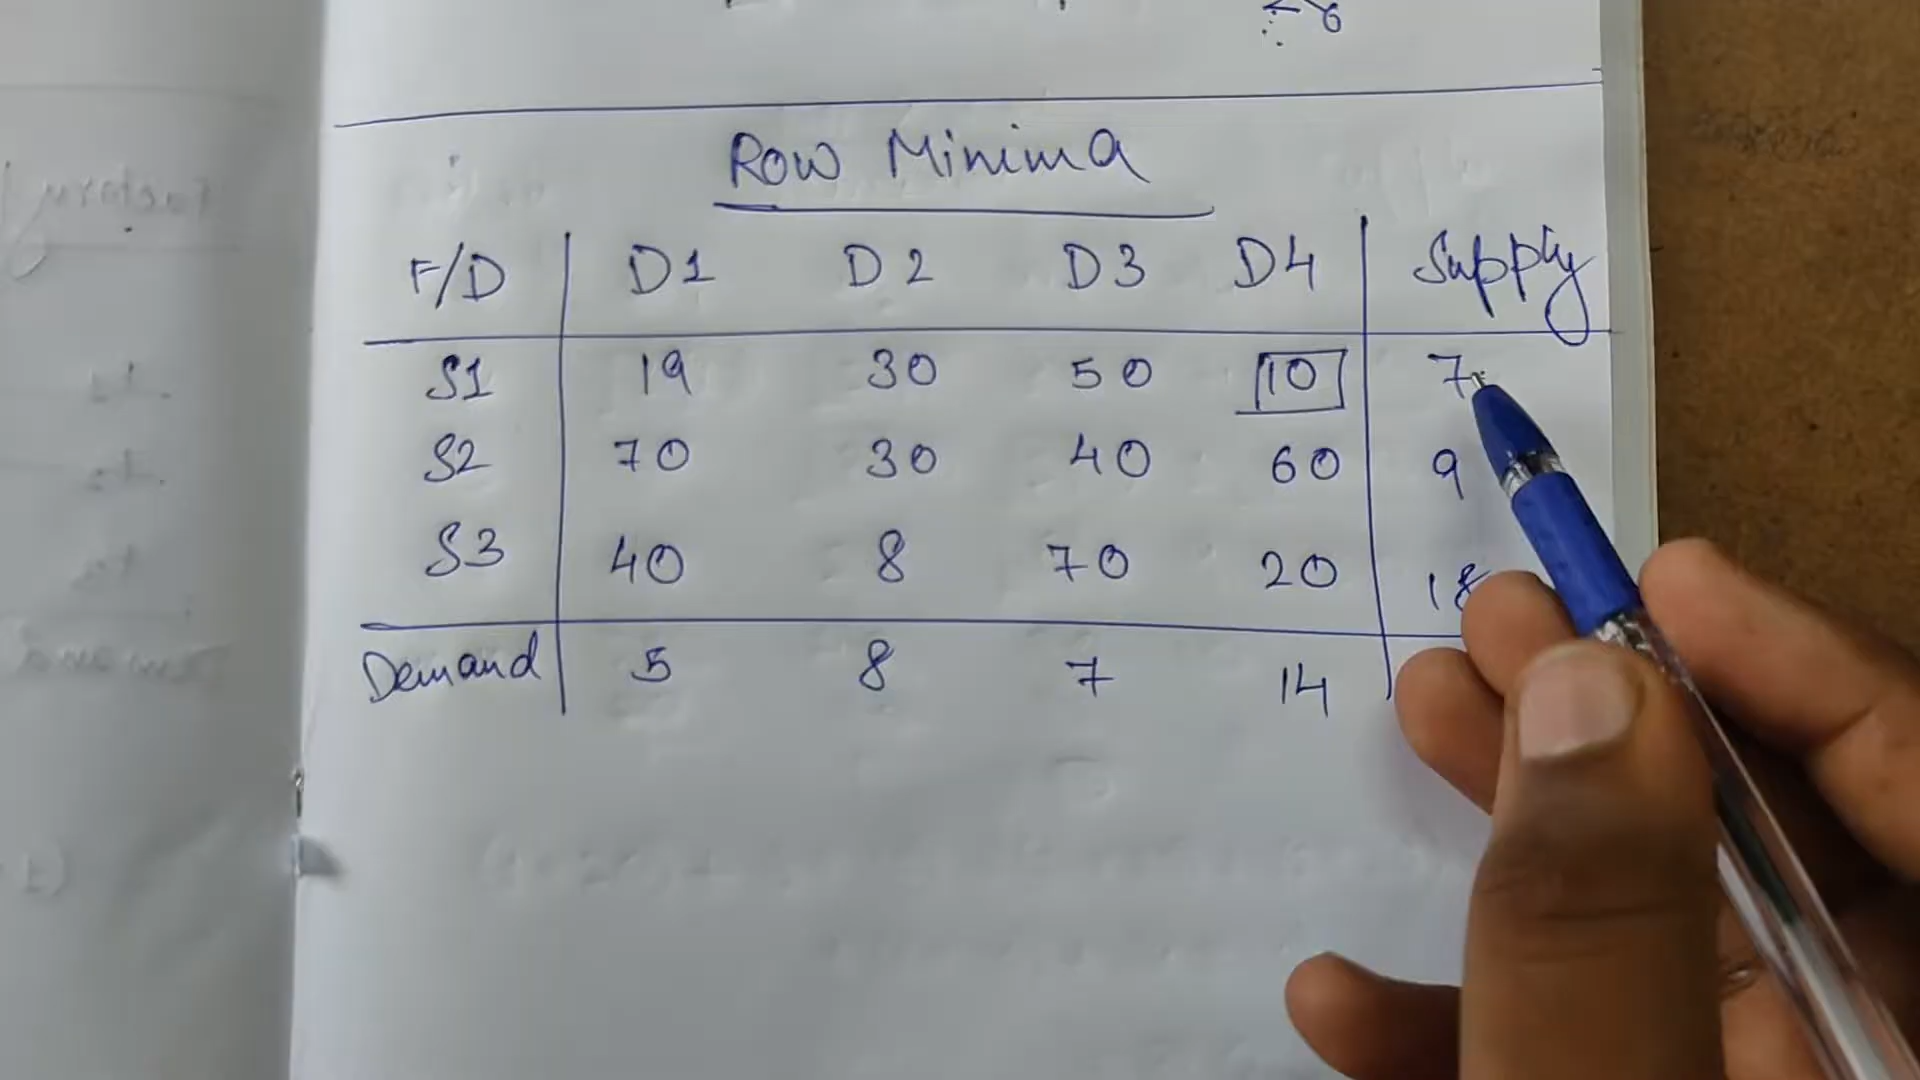 Row Minima
F/D D1 D2 D3 D4 Supply
S1 19 30 50 10 7
S2 70 30 40 60 9
S3 40 8 70 20 18
Demand 5 8 7 14